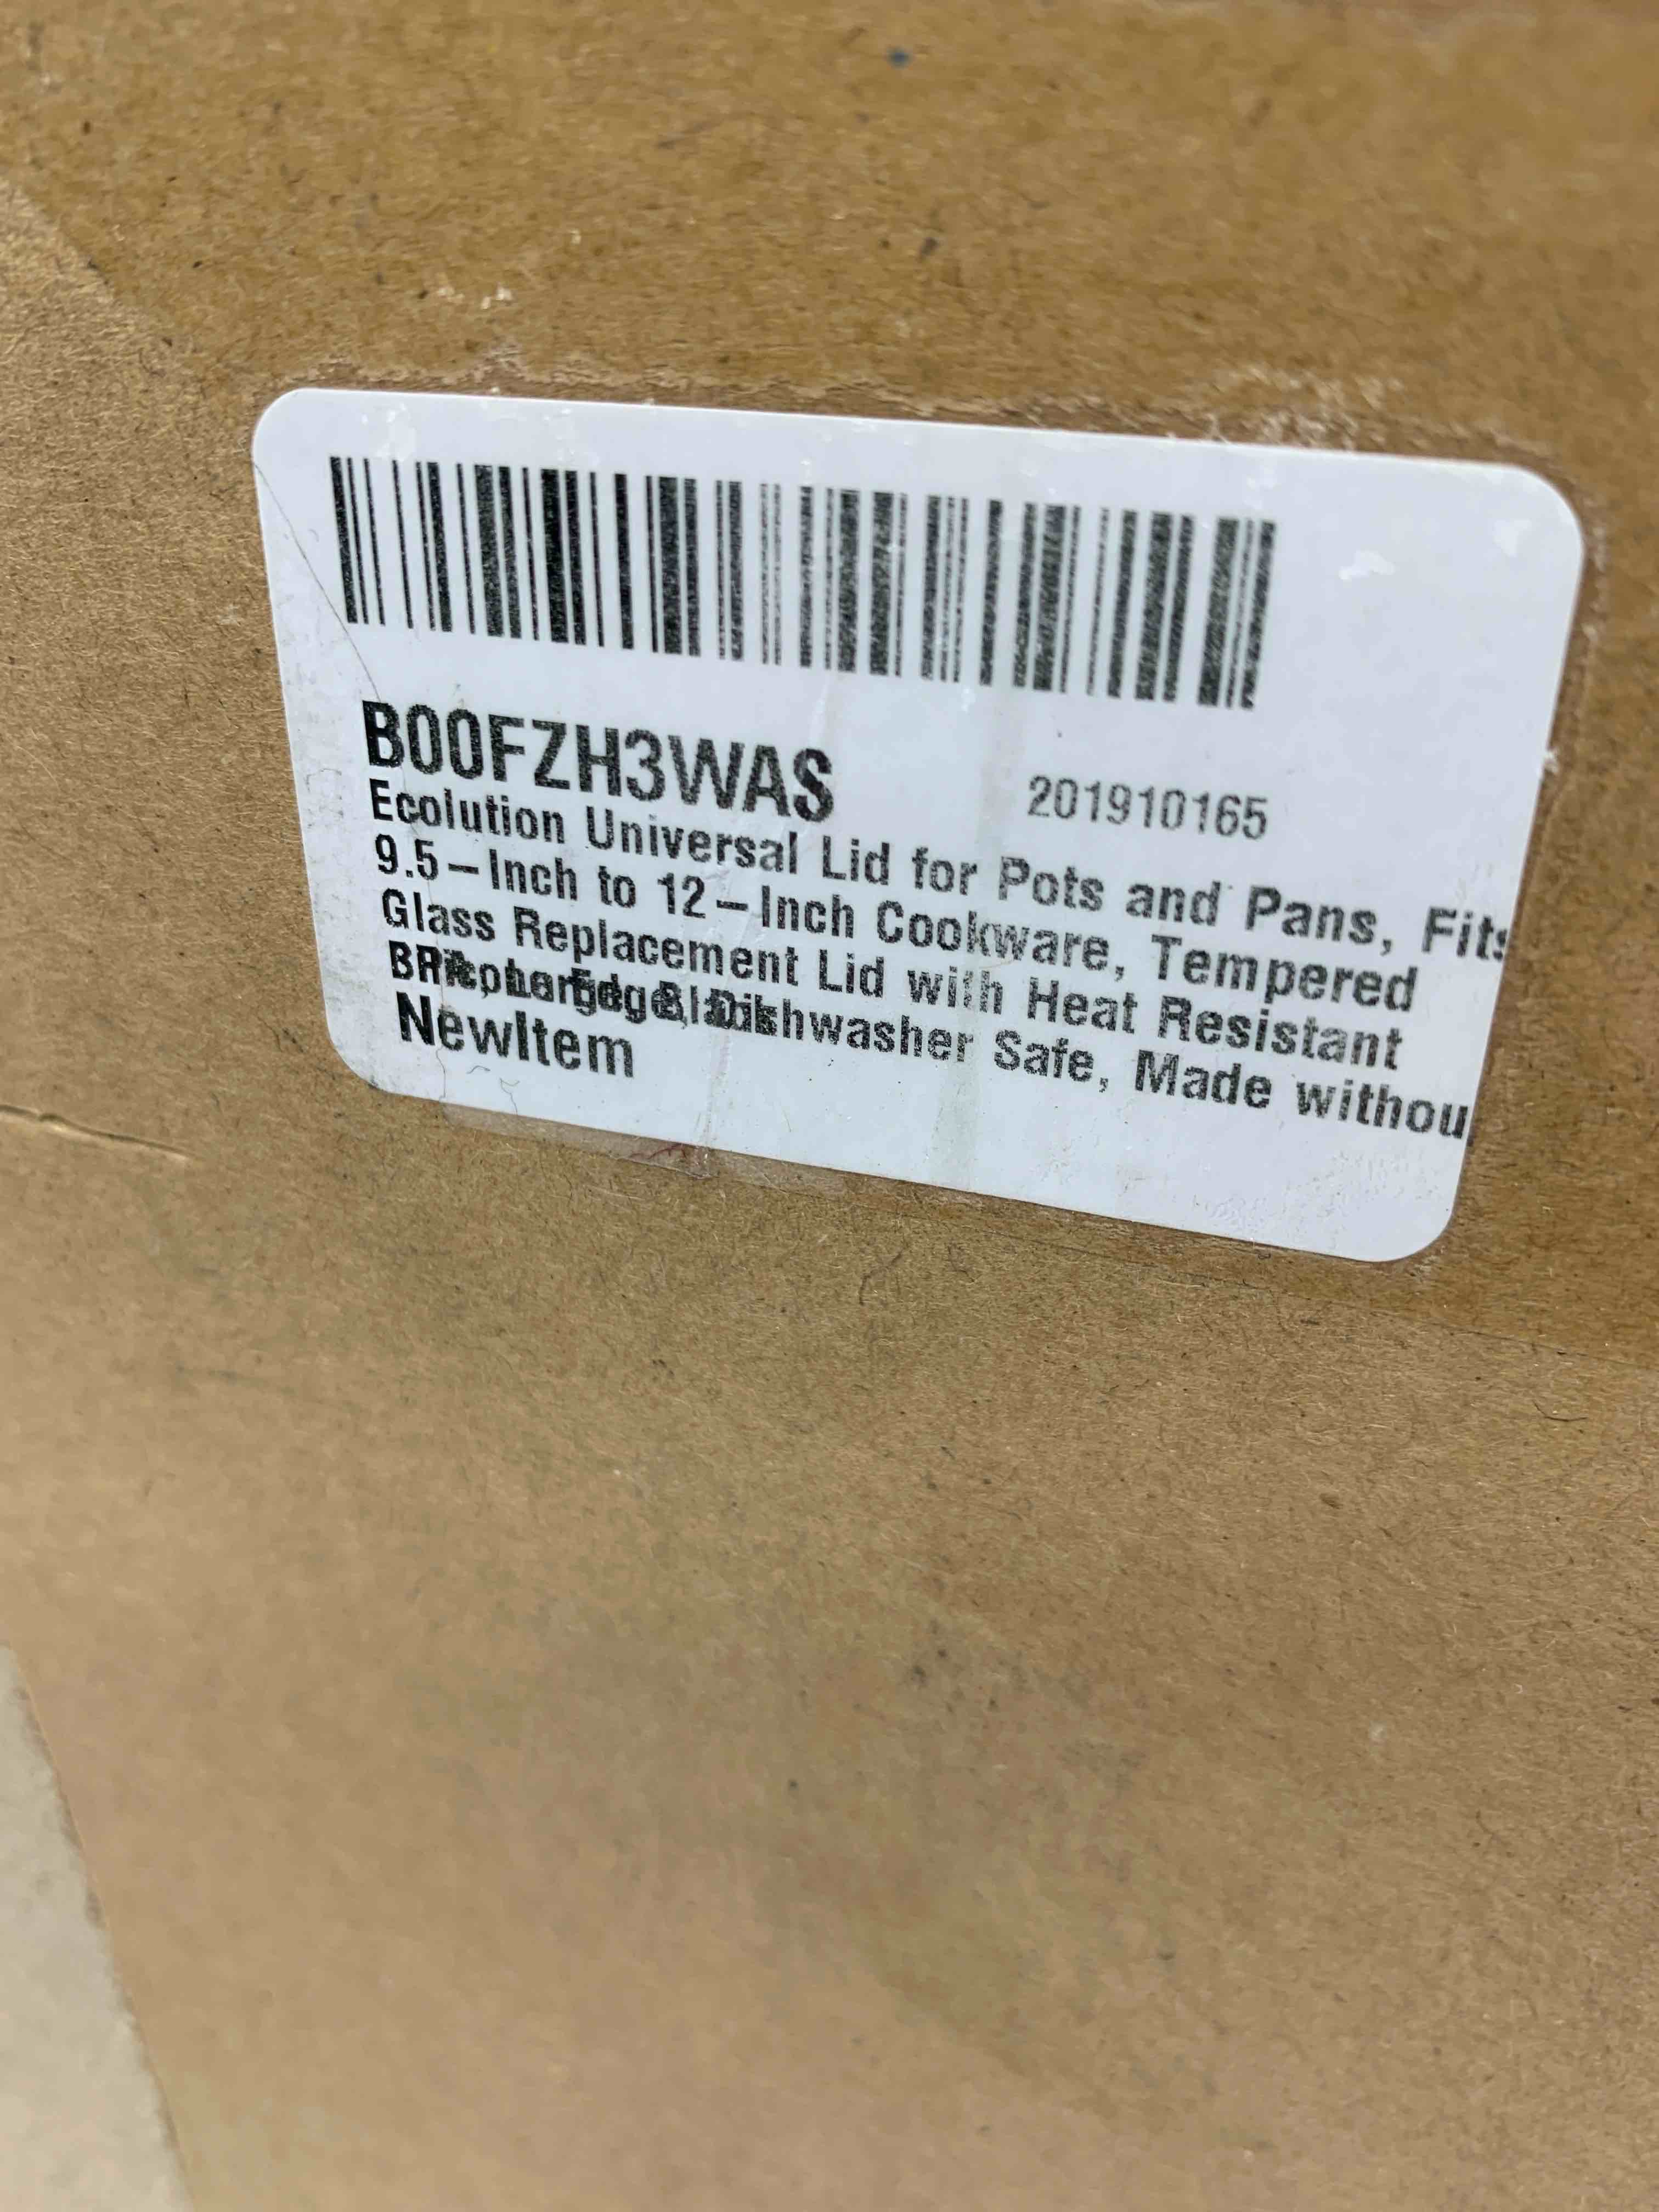 B00FZH3WAS
201910165
Ecolution Universal Lid for Pots and Pans, Fits
9.5-Inch to 12-Inch Cookware, Tempered
Glass Replacement Lid with Heat Resistant
Dishwasher Safe, Made withou
NewItem